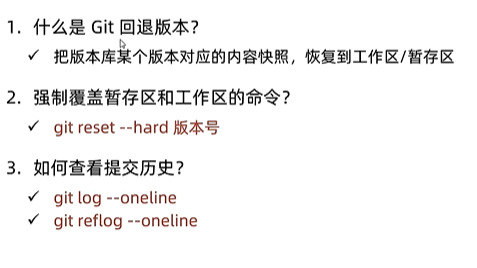 1. 什么是 Git 回退版本？
✓ 把版本库某个版本对应的内容快照，恢复到工作区/暂存区
2. 强制覆盖暂存区和工作区的命令？
✓ git reset --hard 版本号
3. 如何查看提交历史？
✓ git log --oneline
✓ git reflog --oneline